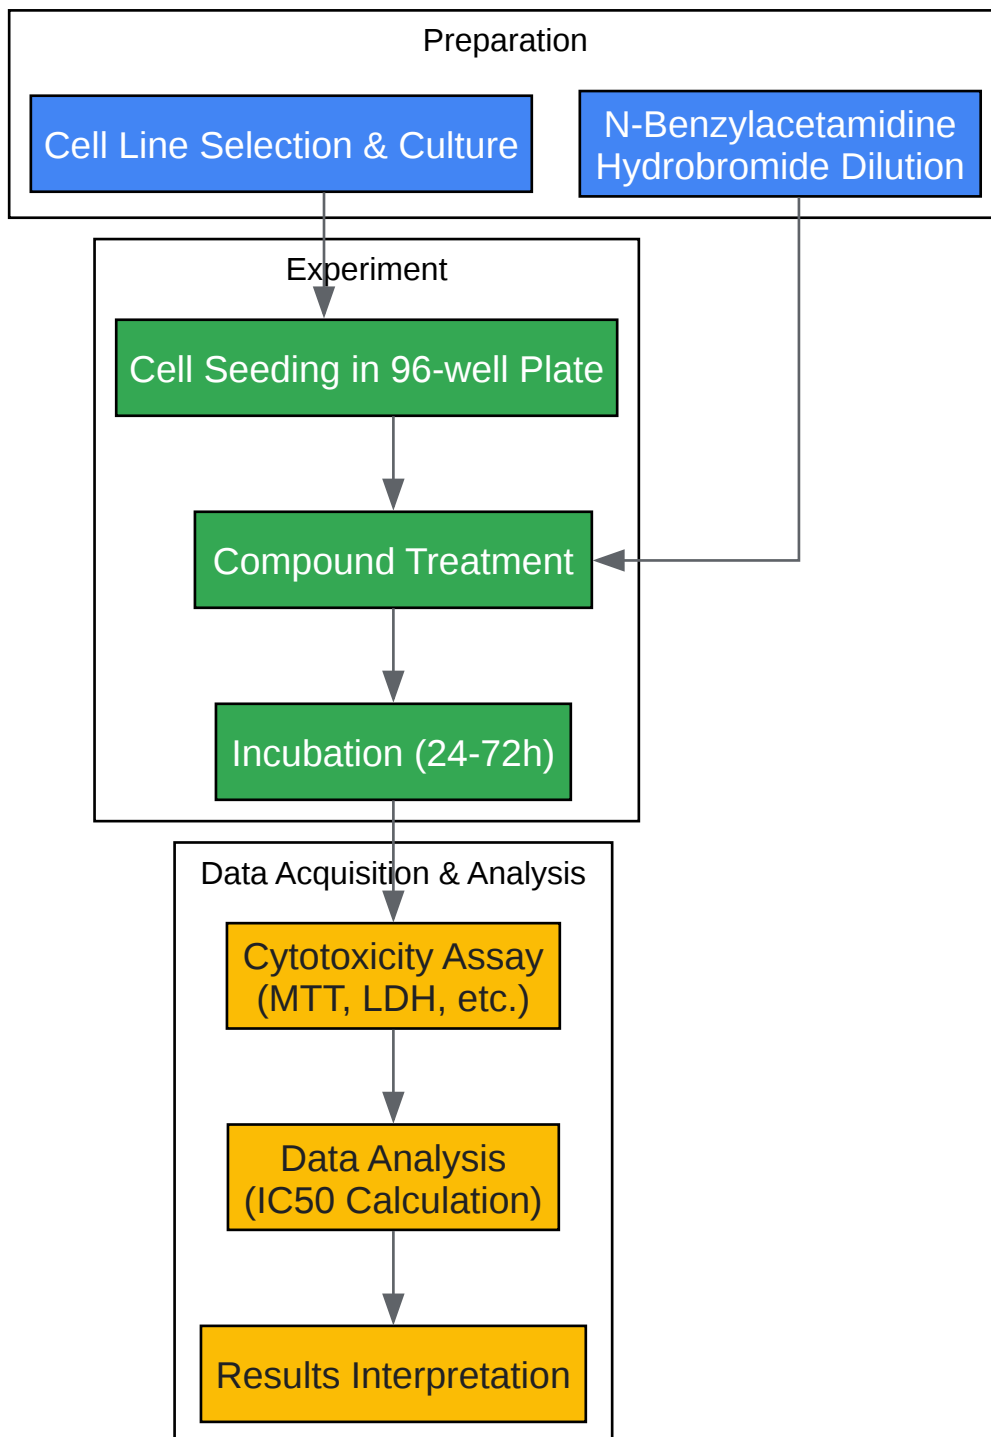 Preparation
Cell Line Selection & Culture
N-Benzylacetamidine
Hydrobromide Dilution
Experiment
Cell Seeding in 96-well Plate
Compound Treatment
Incubation (24-72h)
Data Acquisition & Analysis
Cytotoxicity Assay
(MTT, LDH, etc.)
Data Analysis
(IC50 Calculation)
Results Interpretation